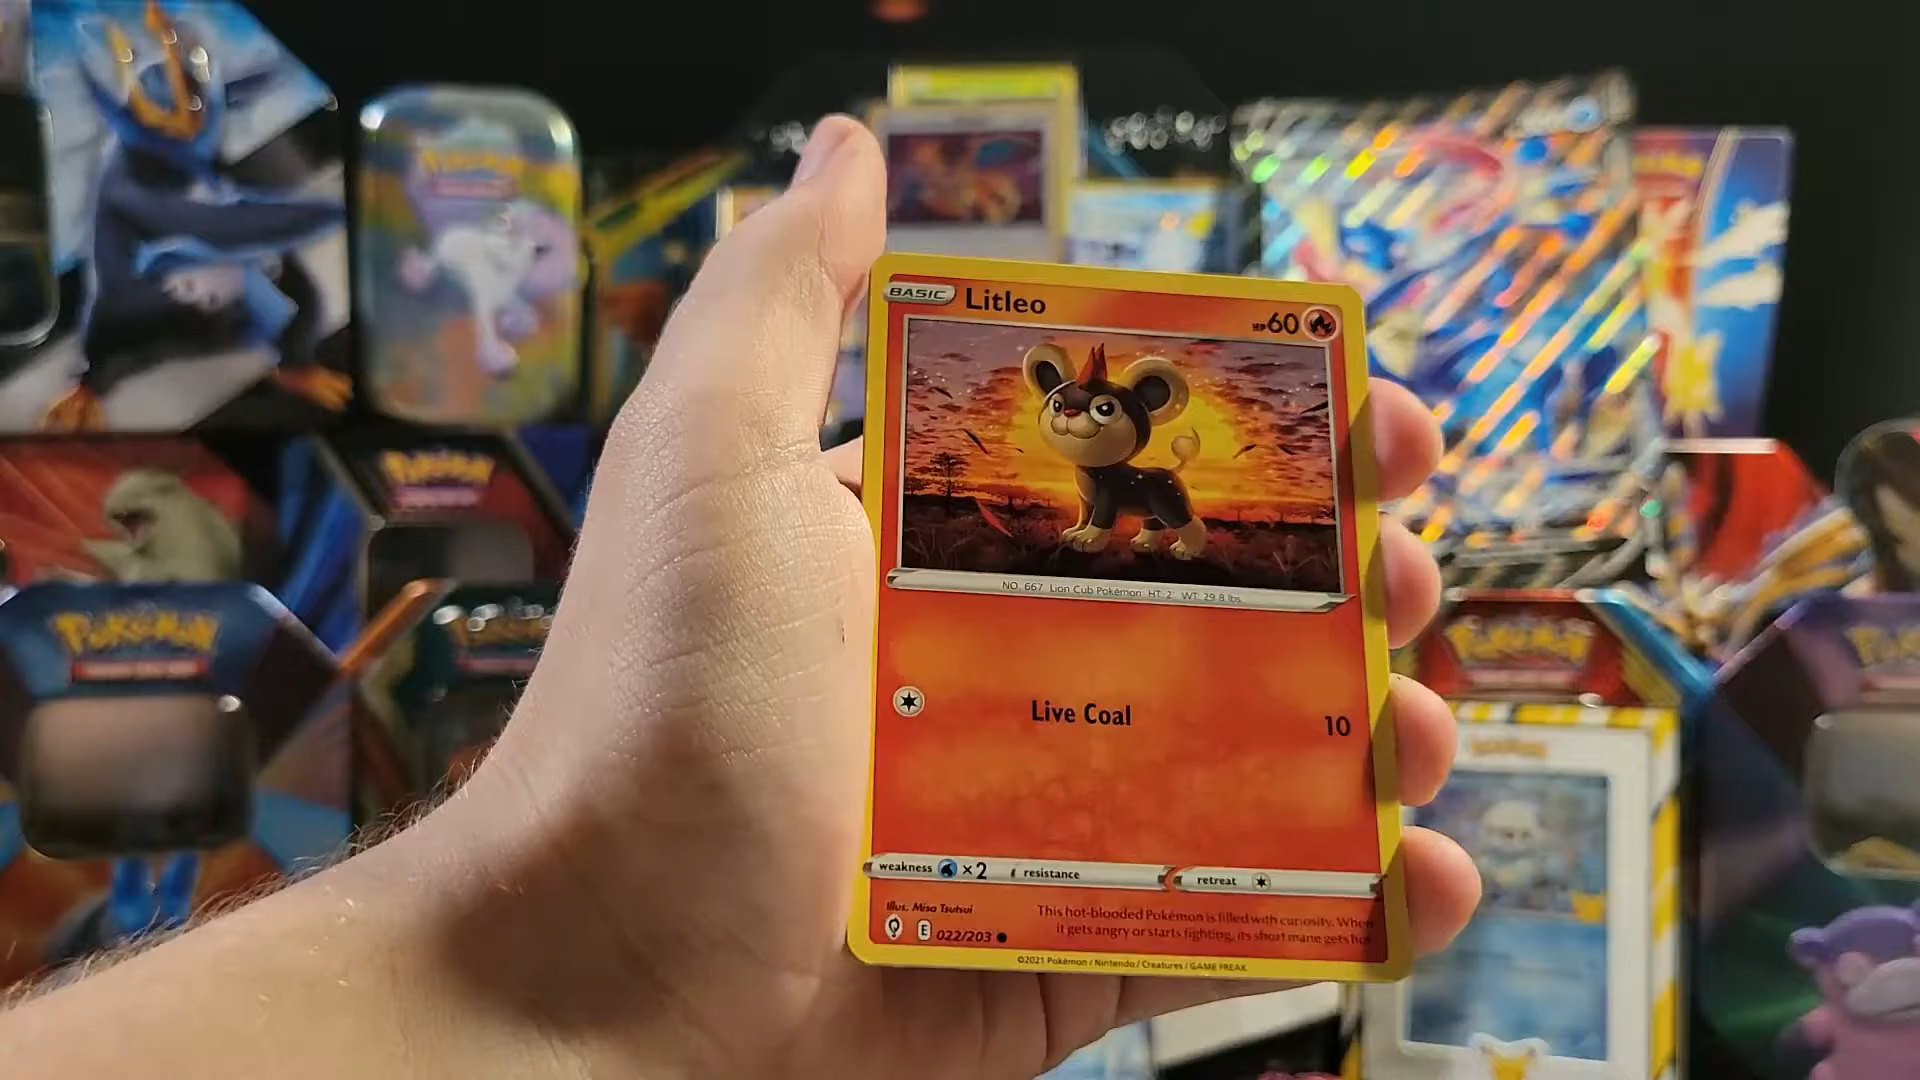 Pokémon
Pokémon
BASIC Litleo HP60
NO. 667 Lion Cub Pokémon HT: 2' WT: 29.8 lbs.
Pokémon
Pokémon
Live Coal 10
weakness ×2 resistance retreat
Illus. Misa Tsutsui
This hot-blooded Pokémon is filled with curiosity. When
it gets angry or starts fighting, its short mane gets hot.
E 022/203
©2021 Pokémon / Nintendo / Creatures / GAME FREAK